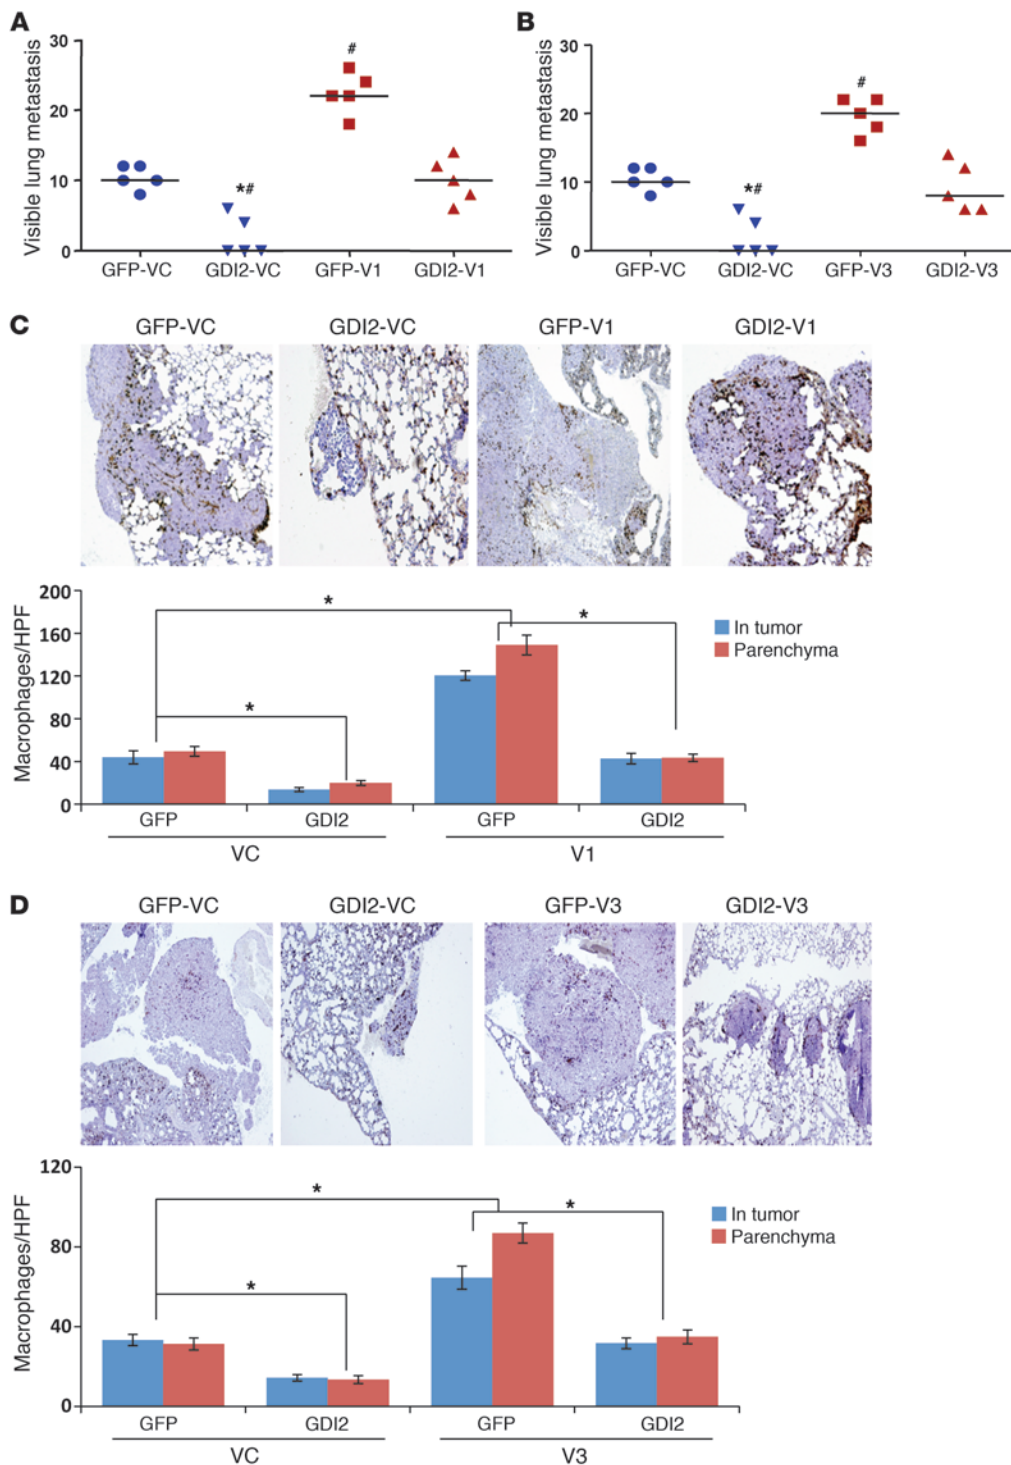 A
Visible lung metastasis
30
20
10
0
#
*#
GFP-VC
GDI2-VC
GFP-V1
GDI2-V1
B
Visible lung metastasis
30
20
10
0
#
*#
GFP-VC
GDI2-VC
GFP-V3
GDI2-V3
C
GFP-VC
GDI2-VC
GFP-V1
GDI2-V1
Macrophages/HPF
200
160
120
80
40
0
*
*
*
In tumor
Parenchyma
GFP
GDI2
GFP
GDI2
VC
V1
D
GFP-VC
GDI2-VC
GFP-V3
GDI2-V3
Macrophages/HPF
120
80
40
0
*
*
*
In tumor
Parenchyma
GFP
GDI2
GFP
GDI2
VC
V3